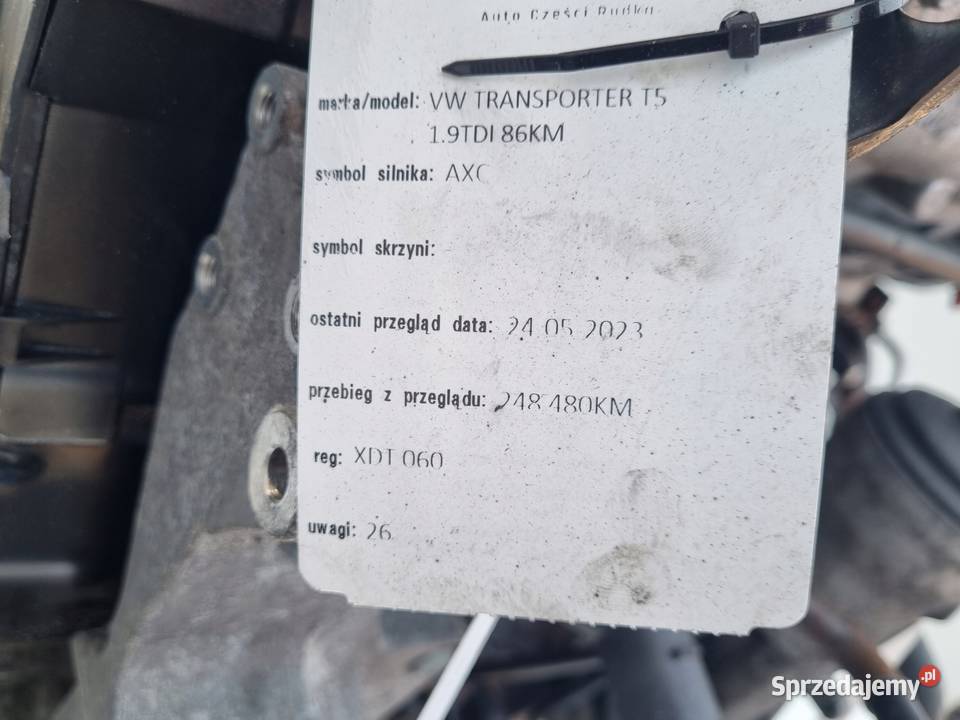 Auto Części Rudka
marka/model: VW TRANSPORTER T5
1.9TDI 86KM
symbol silnika: AXC
symbol skrzyni:
ostatni przegląd data: 24.05.2023
przebieg z przeglądu: 248 480KM
reg: XDT 060
uwagi: 26
Sprzedajemy.pl